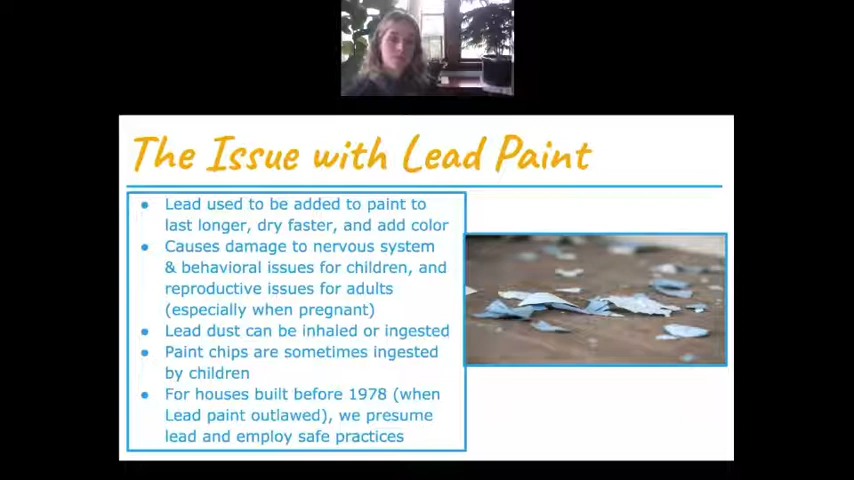 The Issue with Lead Paint
Lead used to be added to paint to
last longer, dry faster, and add color
Causes damage to nervous system
& behavioral issues for children, and
reproductive issues for adults
(especially when pregnant)
Lead dust can be inhaled or ingested
Paint chips are sometimes ingested
by children
For houses built before 1978 (when
Lead paint outlawed), we presume
lead and employ safe practices